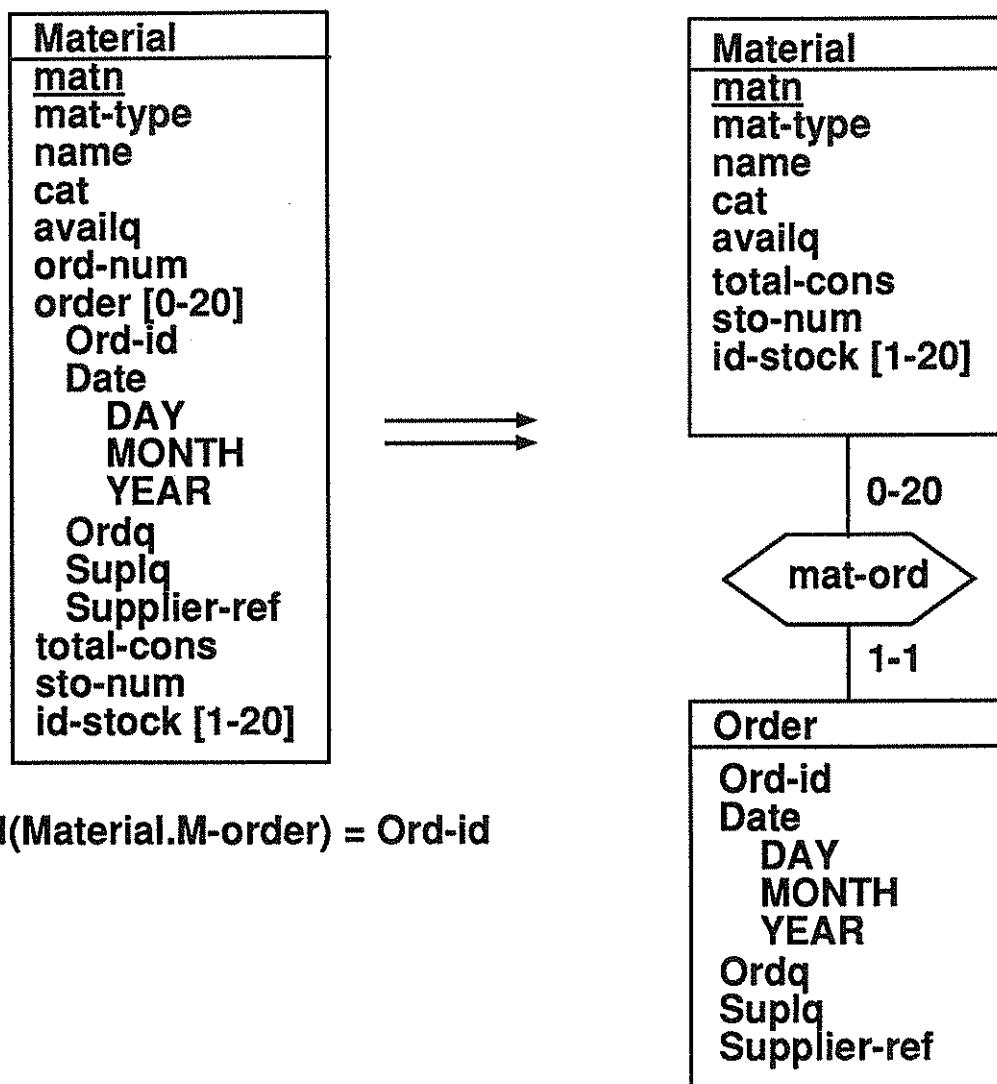 Material
matn
mat-type
name
cat
availq
ord-num
order [0-20]
Ord-id
Date
DAY
MONTH
YEAR
Ordq
Suplq
Supplier-ref
total-cons
sto-num
id-stock [1-20]
(Material.M-order) = Ord-id
Material
matn
mat-type
name
cat
availq
total-cons
sto-num
id-stock [1-20]
0-20
mat-ord
1-1
Order
Ord-id
Date
DAY
MONTH
YEAR
Ordq
Suplq
Supplier-ref